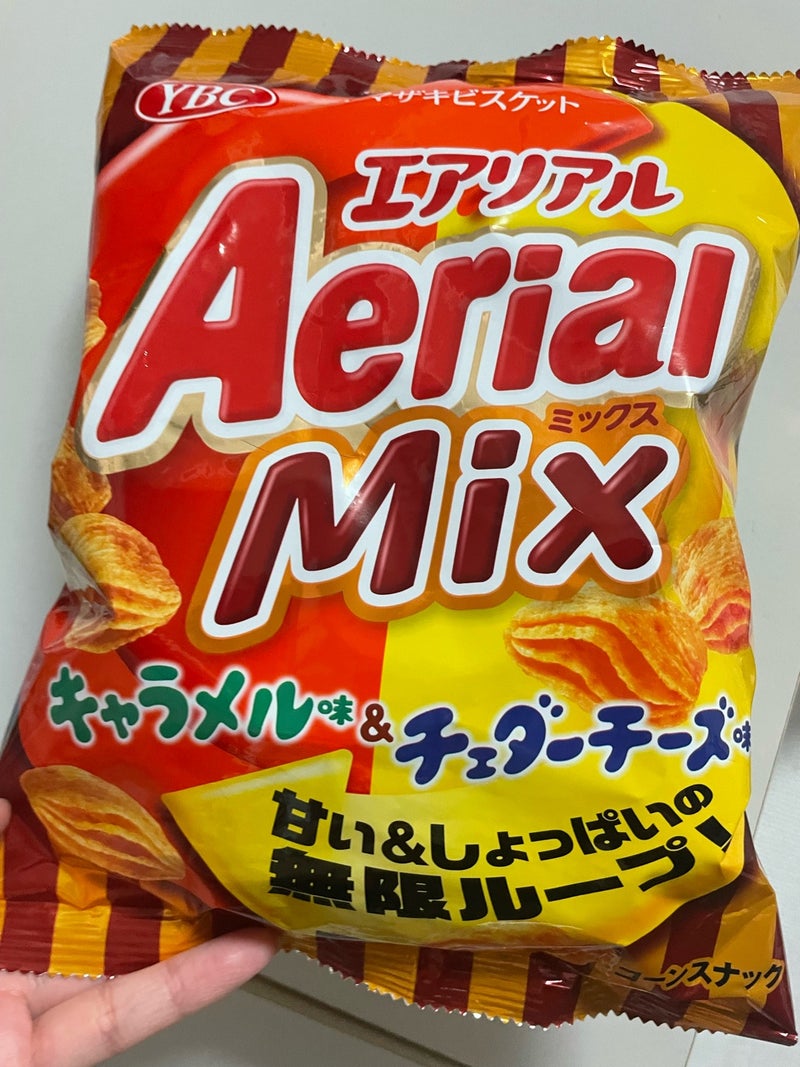 YBC
マザキビスケット
エアリアル
Aerial
ミックス
Mix
キャラメル味&チェダーチーズ味
甘い&しょっぱいの
無限ループ!
コーンスナック